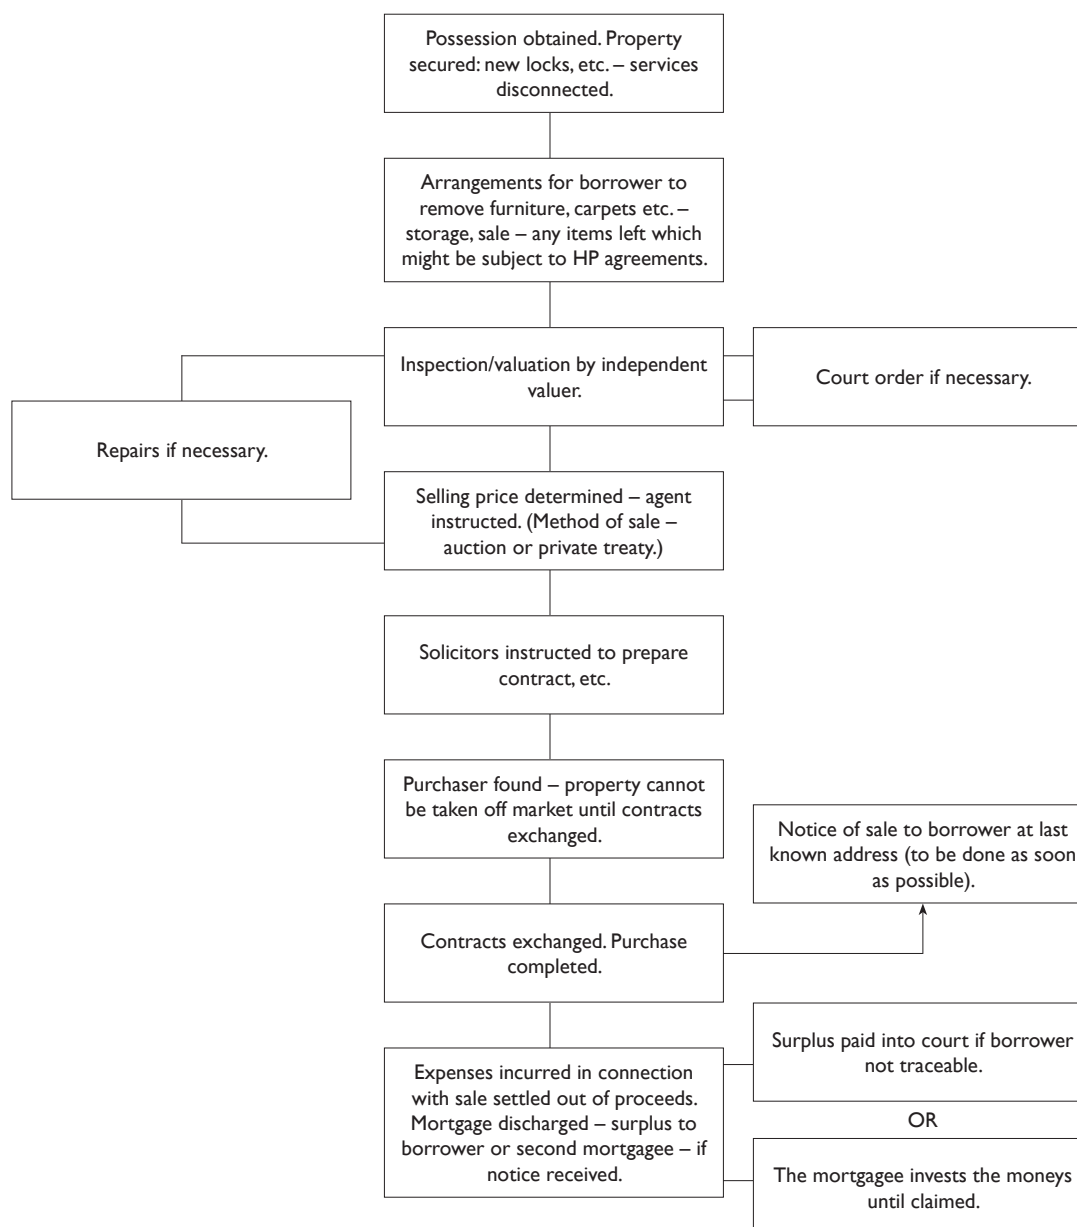 Possession obtained. Property
secured: new locks, etc. – services
disconnected.
Arrangements for borrower to
remove furniture, carpets etc. –
storage, sale – any items left which
might be subject to HP agreements.
Inspection/valuation by independent
valuer.
Court order if necessary.
Repairs if necessary.
Selling price determined – agent
instructed. (Method of sale –
auction or private treaty.)
Solicitors instructed to prepare
contract, etc.
Purchaser found – property cannot
be taken off market until contracts
exchanged.
Notice of sale to borrower at last
known address (to be done as soon
as possible).
Contracts exchanged. Purchase
completed.
Expenses incurred in connection
with sale settled out of proceeds.
Mortgage discharged – surplus to
borrower or second mortgagee – if
notice received.
Surplus paid into court if borrower
not traceable.
OR
The mortgagee invests the moneys
until claimed.